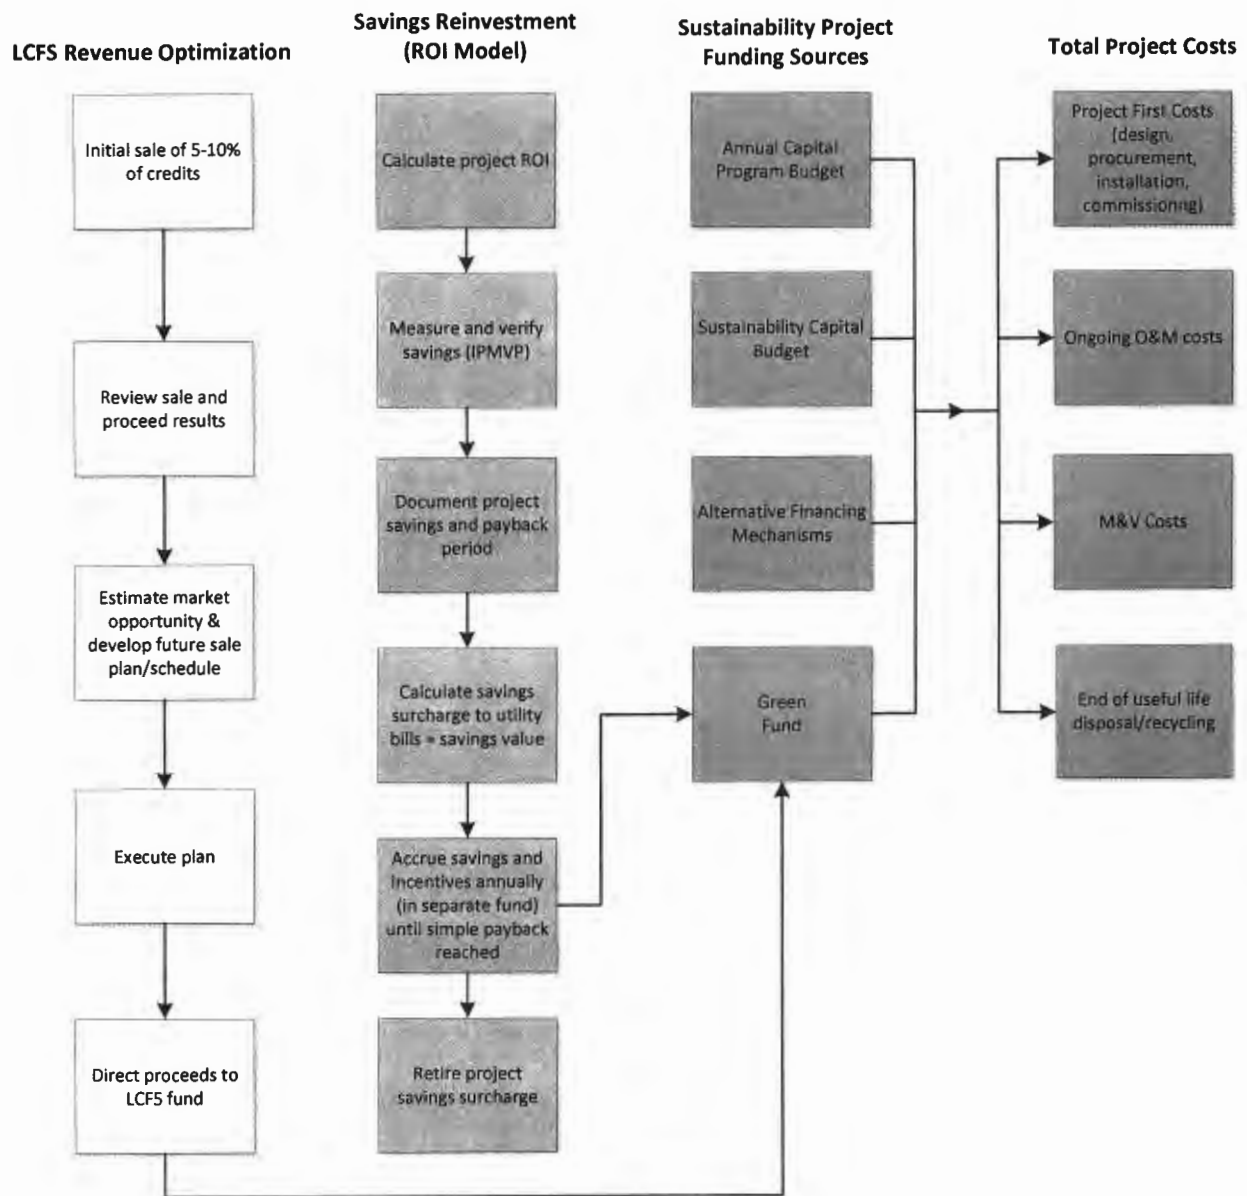 LCFS Revenue Optimization
Initial sale of 5-10%
of credits
Review sale and
proceed results
Estimate market
opportunity &
develop future sale
plan/schedule
Execute plan
Direct proceeds to
LCFS fund
Savings Reinvestment
(ROI Model)
Calculate project ROI
Measure and verify
savings (IPMVP)
Document project
savings and payback
period
Calculate savings
surcharge to utility
bills = savings value
Accrue savings and
incentives annually
(in separate fund)
until simple payback
reached
Retire project
savings surcharge
Sustainability Project
Funding Sources
Annual Capital
Program Budget
Sustainability Capital
Budget
Alternative Financing
Mechanisms
Green
Fund
Total Project Costs
Project First Costs
(design,
procurement,
installation,
commissionng)
Ongoing O&M costs
M&V Costs
End of useful life
disposal/recycling